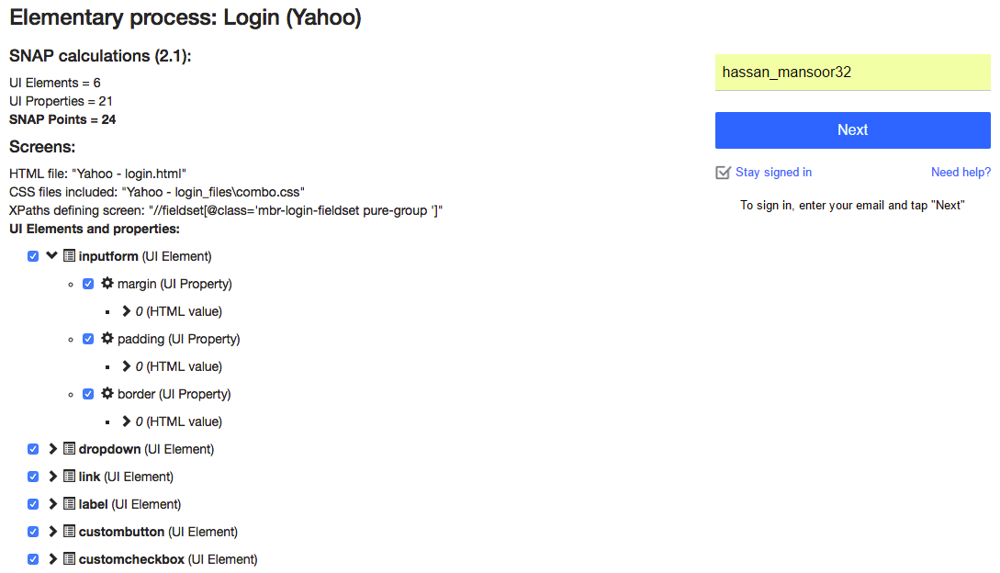 Elementary process: Login (Yahoo)
SNAP calculations (2.1):
UI Elements = 6
UI Properties = 21
SNAP Points = 24
Screens:
HTML file: "Yahoo - login.html"
CSS files included: "Yahoo - login_files\combo.css"
XPaths defining screen: "//fieldset[@class='mbr-login-fieldset pure-group ']"
UI Elements and properties:
inputform (UI Element)
margin (UI Property)
0 (HTML value)
padding (UI Property)
0 (HTML value)
border (UI Property)
0 (HTML value)
dropdown (UI Element)
link (UI Element)
label (UI Element)
custombutton (UI Element)
customcheckbox (UI Element)
hassan_mansoor32
Next
Stay signed in
Need help?
To sign in, enter your email and tap "Next"